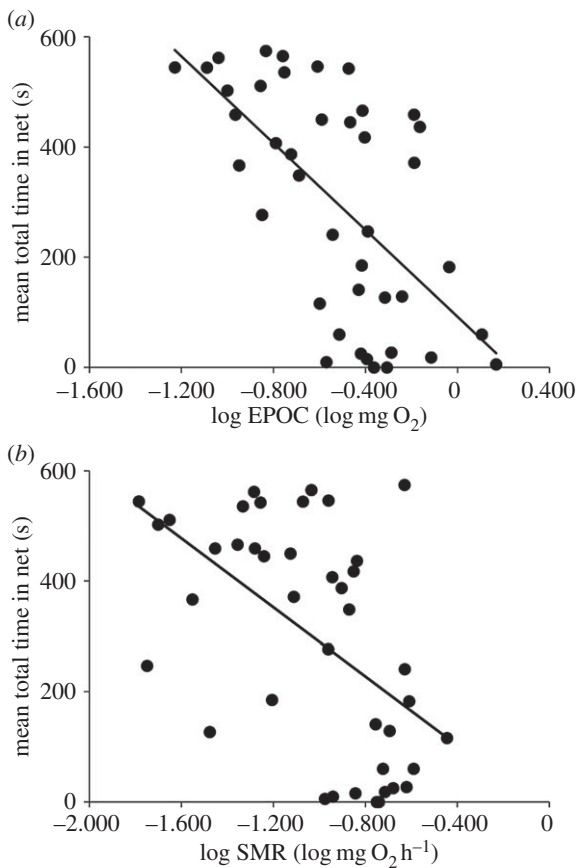 (a)
600
400
200
0
mean total time in net (s)
−1.600 −1.200 −0.800 −0.400 0 0.400
log EPOC (log mg O₂)
(b)
600
400
200
0
mean total time in net (s)
−2.000 −1.600 −1.200 −0.800 −0.400 0
log SMR (log mg O₂ h⁻¹)